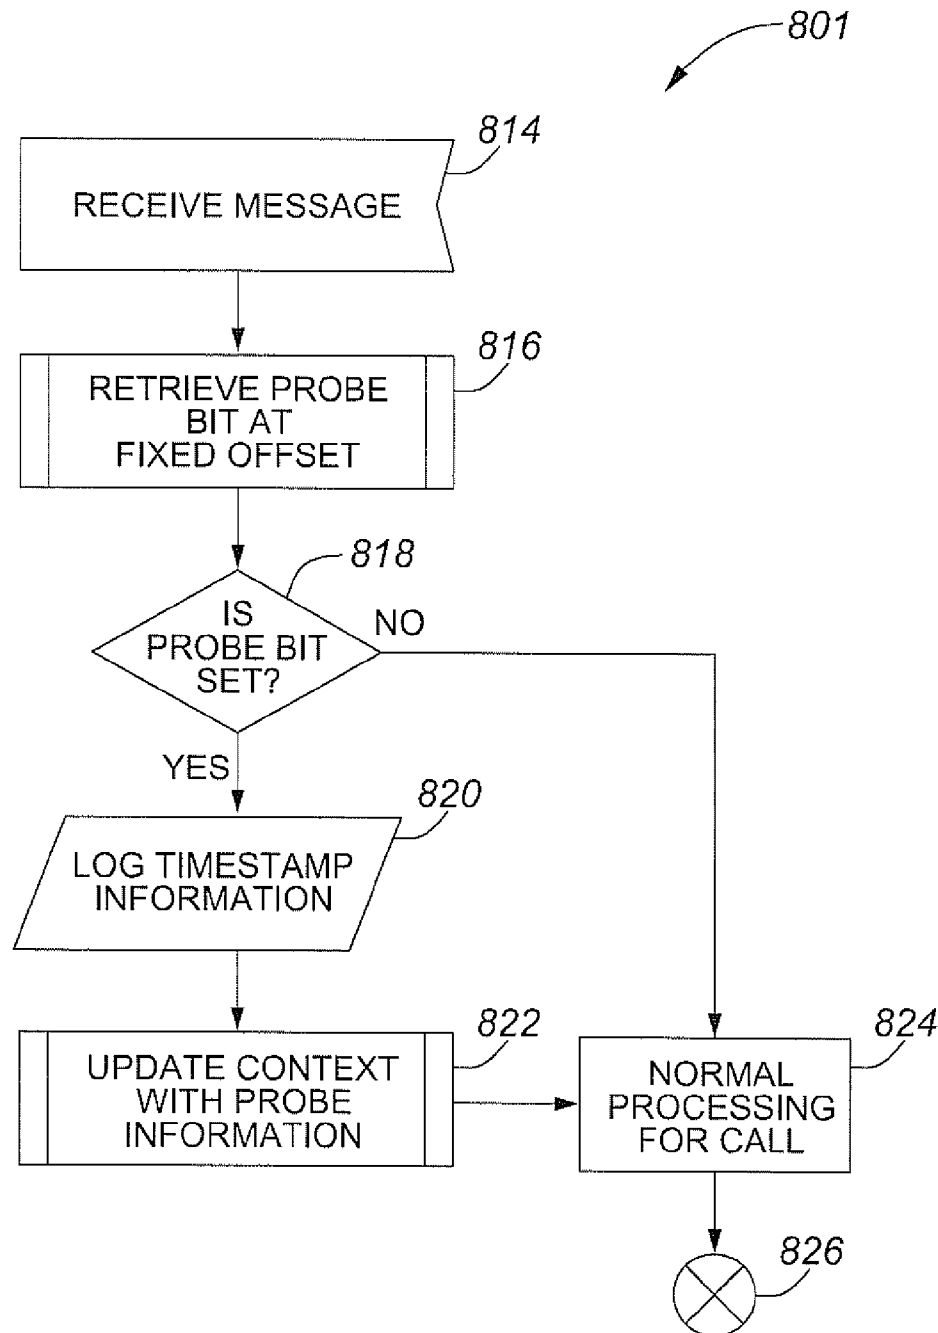 801
814
RECEIVE MESSAGE
816
RETRIEVE PROBE
BIT AT
FIXED OFFSET
818
IS
PROBE BIT
SET?
NO
YES
820
LOG TIMESTAMP
INFORMATION
822
UPDATE CONTEXT
WITH PROBE
INFORMATION
824
NORMAL
PROCESSING
FOR CALL
826